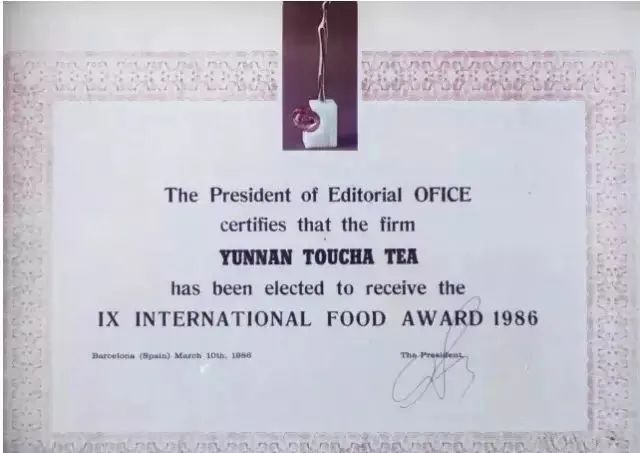 The President of Editorial OFICE
certifies that the firm
YUNNAN TOUCHA TEA
has been elected to receive the
IX INTERNATIONAL FOOD AWARD 1986
Barcelona (Spain) March 10th, 1986 The President,